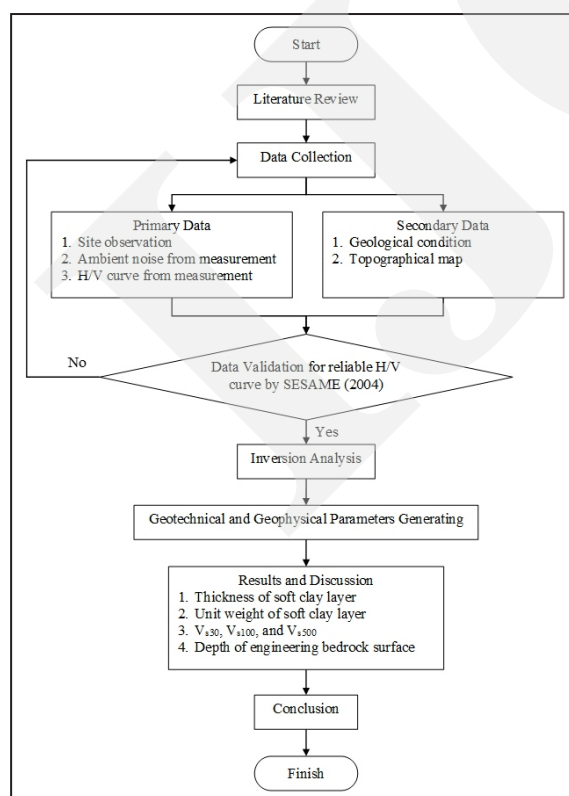 Start
Literature Review
Data Collection
Primary Data
1. Site observation
2. Ambient noise from measurement
3. H/V curve from measurement
Secondary Data
1. Geological condition
2. Topographical map
No
Data Validation for reliable H/V
curve by SESAME (2004)
Yes
Inversion Analysis
Geotechnical and Geophysical Parameters Generating
Results and Discussion
1. Thickness of soft clay layer
2. Unit weight of soft clay layer
3. Vs30, Vs100, and Vs500
4. Depth of engineering bedrock surface
Conclusion
Finish